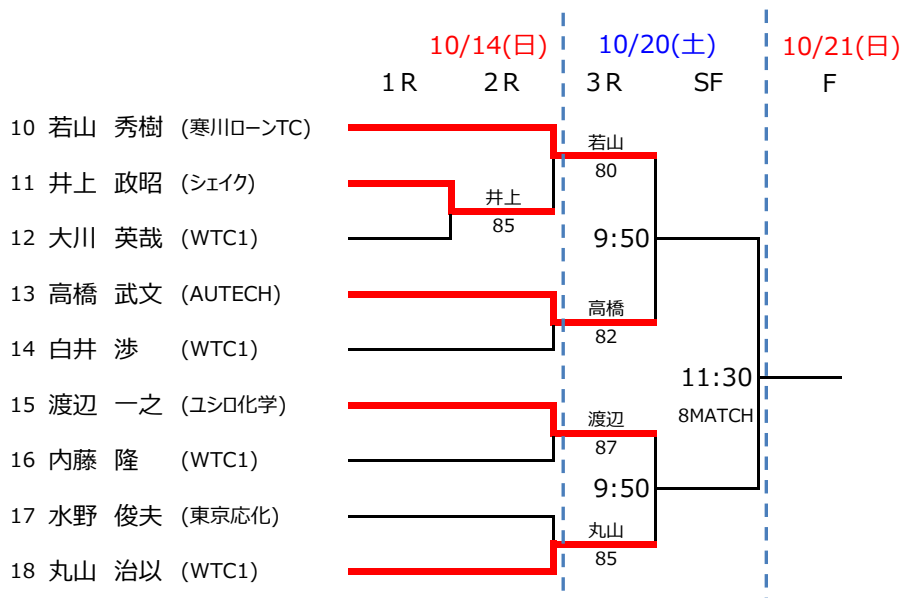 10/14(日) 10/20(土) 10/21(日)
1R 2R 3R SF F
10 若山 秀樹 (寒川ローンTC)
若山
80
11 井上 政昭 (シェイク)
井上
85
12 大川 英哉 (WTC1)
9:50
13 高橋 武文 (AUTECH)
高橋
82
14 白井 渉 (WTC1)
11:30
8MATCH
15 渡辺 一之 (ユシロ化学)
渡辺
87
16 内藤 隆 (WTC1)
9:50
17 水野 俊夫 (東京応化)
丸山
85
18 丸山 治以 (WTC1)